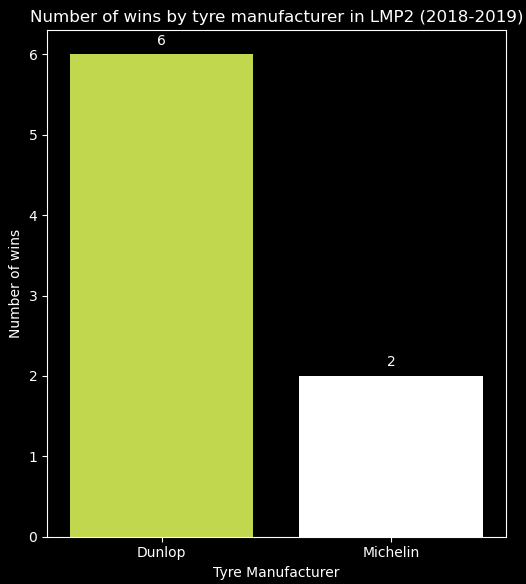 Number of wins by tyre manufacturer in LMP2 (2018-2019)
6
6
5
4
3
2
2
1
0
Number of wins
Dunlop Michelin
Tyre Manufacturer